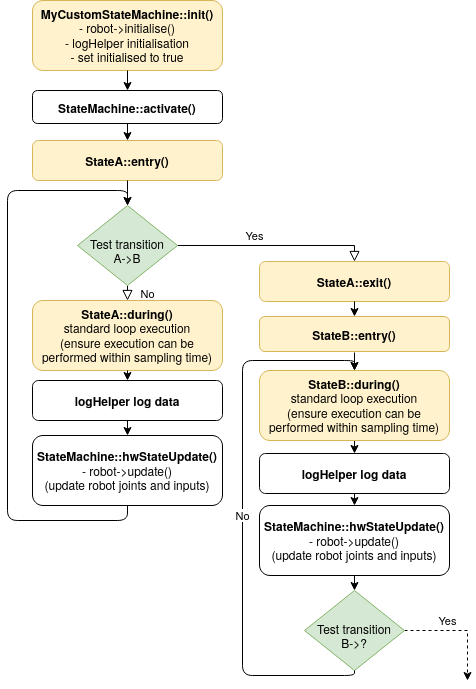 MyCustomStateMachine::init()
- robot->initialise()
- logHelper initialisation
- set initialised to true
StateMachine::activate()
StateA::entry()
Test transition
A->B
Yes
No
StateA::during()
standard loop execution
(ensure execution can be
performed within sampling time)
logHelper log data
StateMachine::hwStateUpdate()
- robot->update()
(update robot joints and inputs)
StateA::exit()
StateB::entry()
StateB::during()
standard loop execution
(ensure execution can be
performed within sampling time)
logHelper log data
No
StateMachine::hwStateUpdate()
- robot->update()
(update robot joints and inputs)
Test transition
B->?
Yes